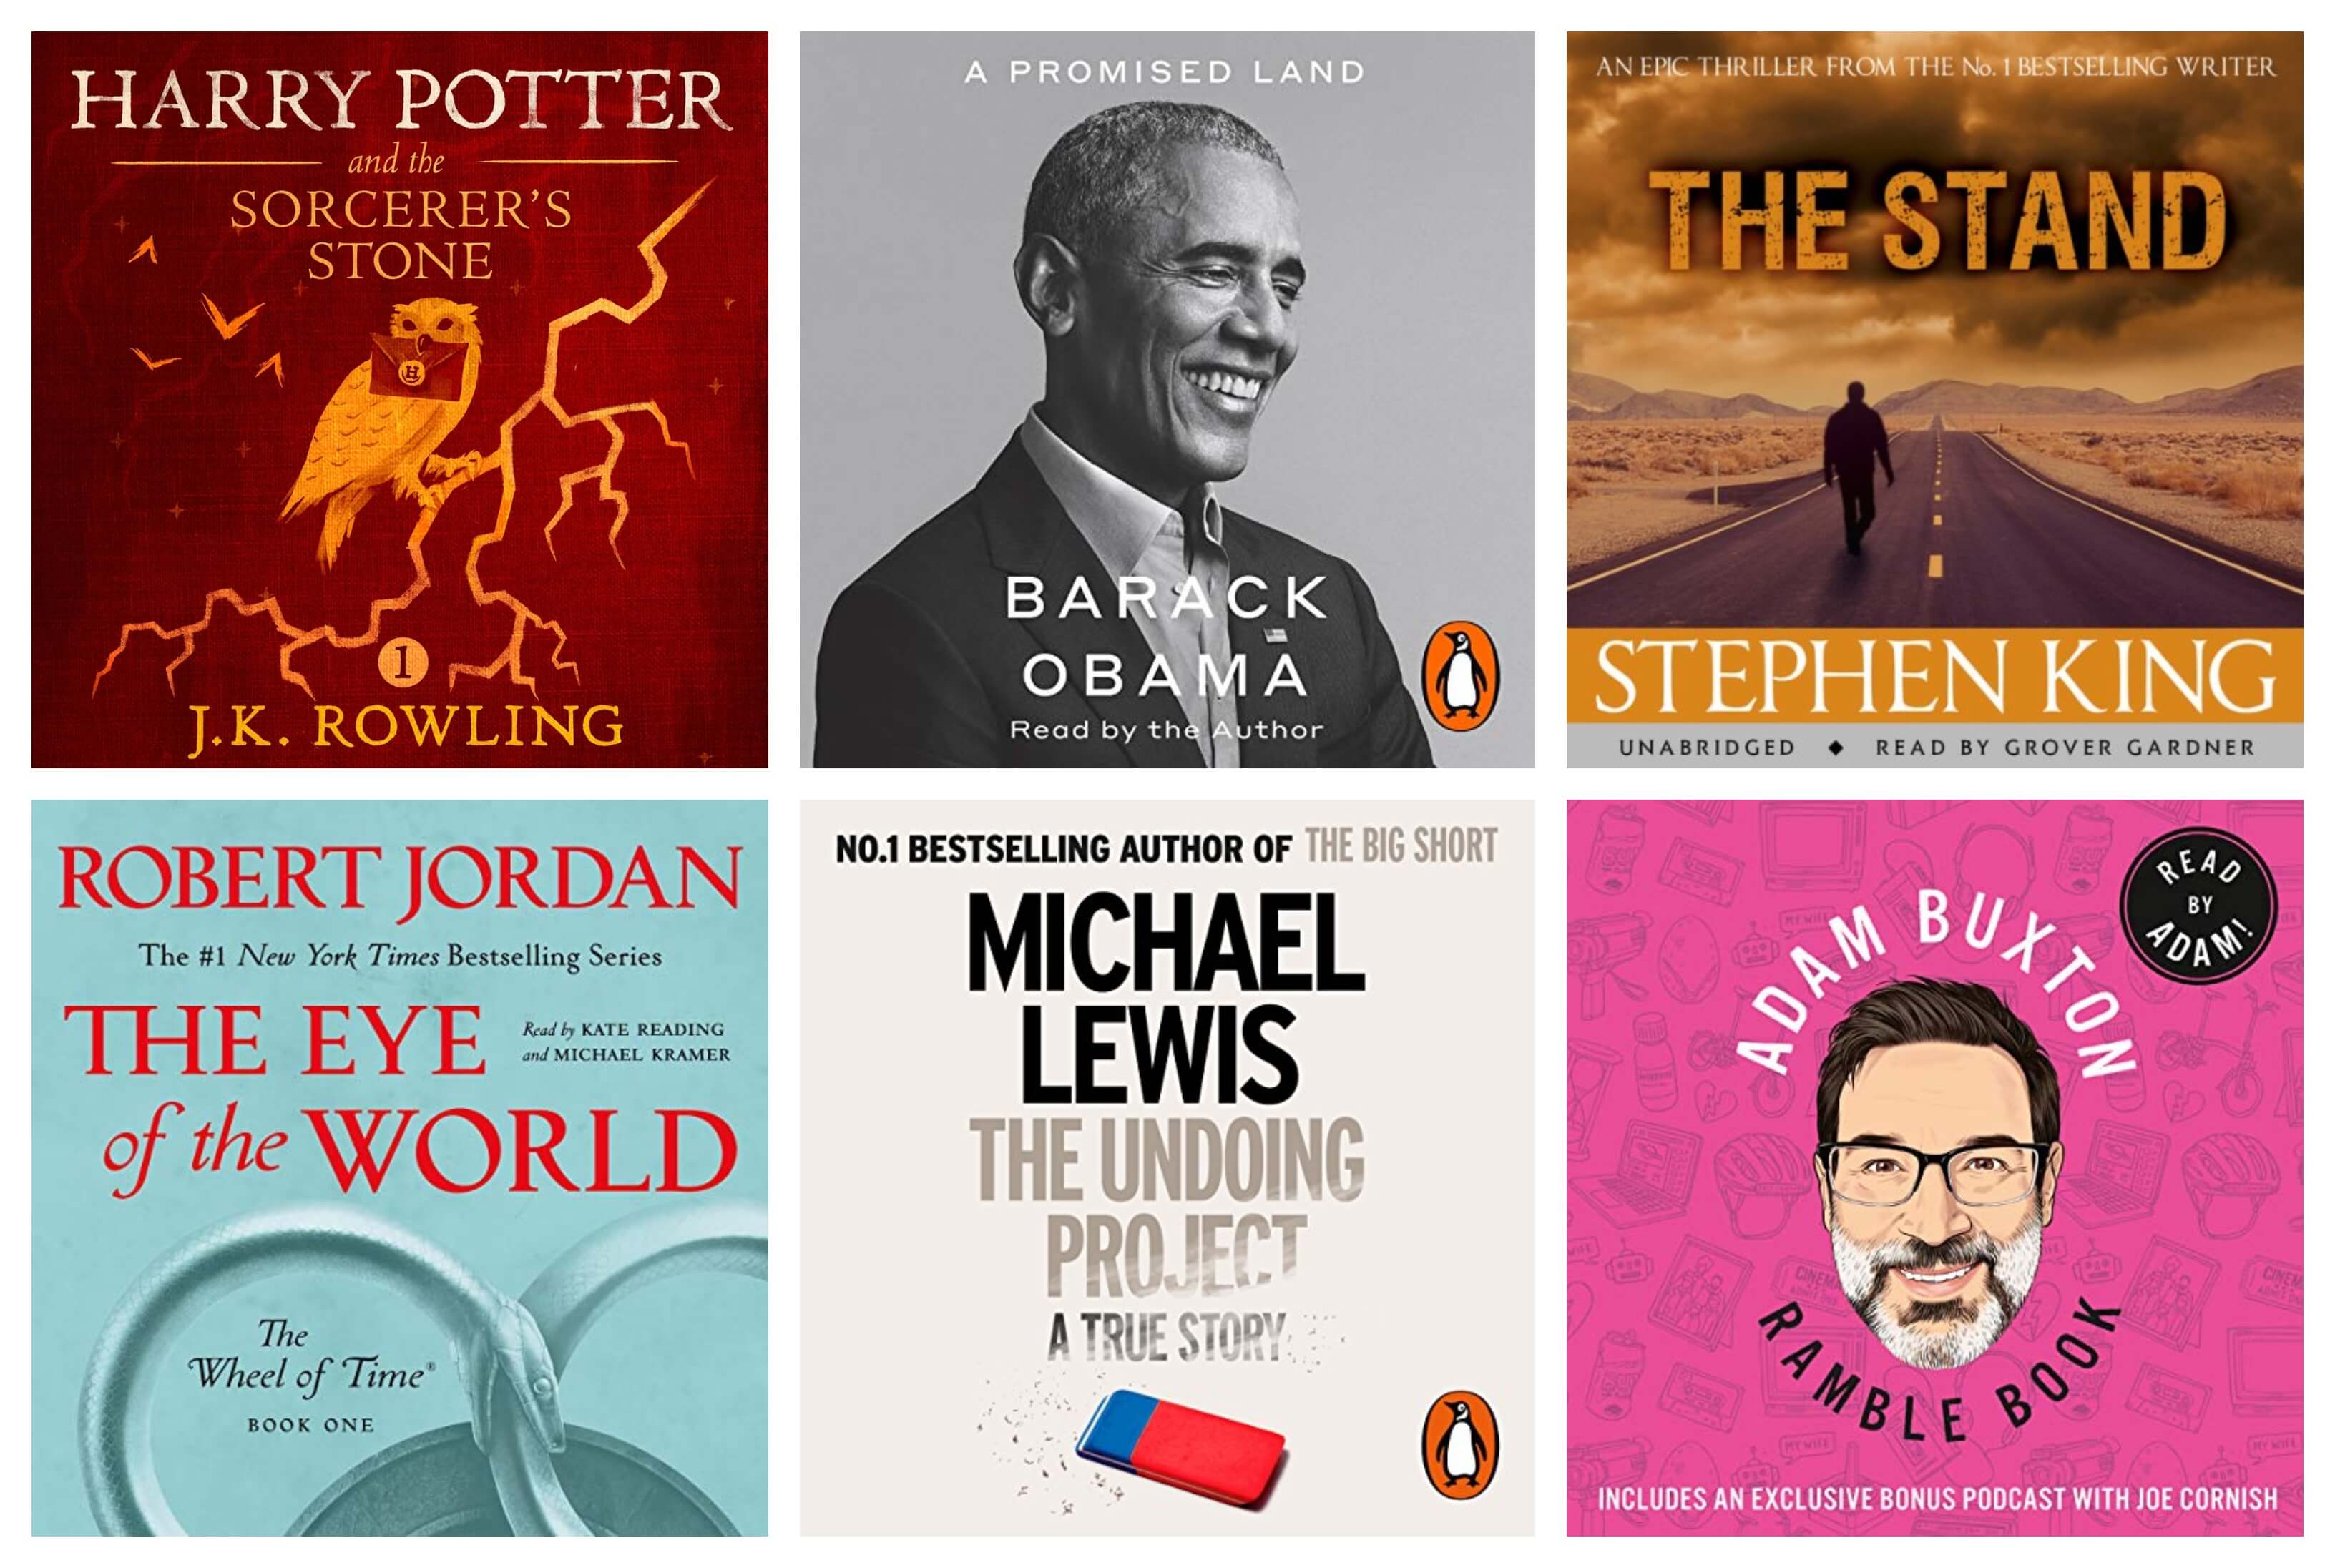 HARRY POTTER
and the
SORCERER'S
STONE
H
1
J.K. ROWLING
A PROMISED LAND
BARACK
OBAMA
Read by the Author
AN EPIC THRILLER FROM THE No. 1 BESTSELLING WRITER
THE STAND
STEPHEN KING
UNABRIDGED ◆ READ BY GROVER GARDNER
ROBERT JORDAN
The #1 New York Times Bestselling Series
THE EYE
Read by KATE READING
and MICHAEL KRAMER
of the WORLD
The
Wheel of Time®
BOOK ONE
NO.1 BESTSELLING AUTHOR OF THE BIG SHORT
MICHAEL
LEWIS
THE UNDOING
PROJECT
A TRUE STORY
READ
BY
ADAM!
ADAM BUXTON
RAMBLE BOOK
INCLUDES AN EXCLUSIVE BONUS PODCAST WITH JOE CORNISH